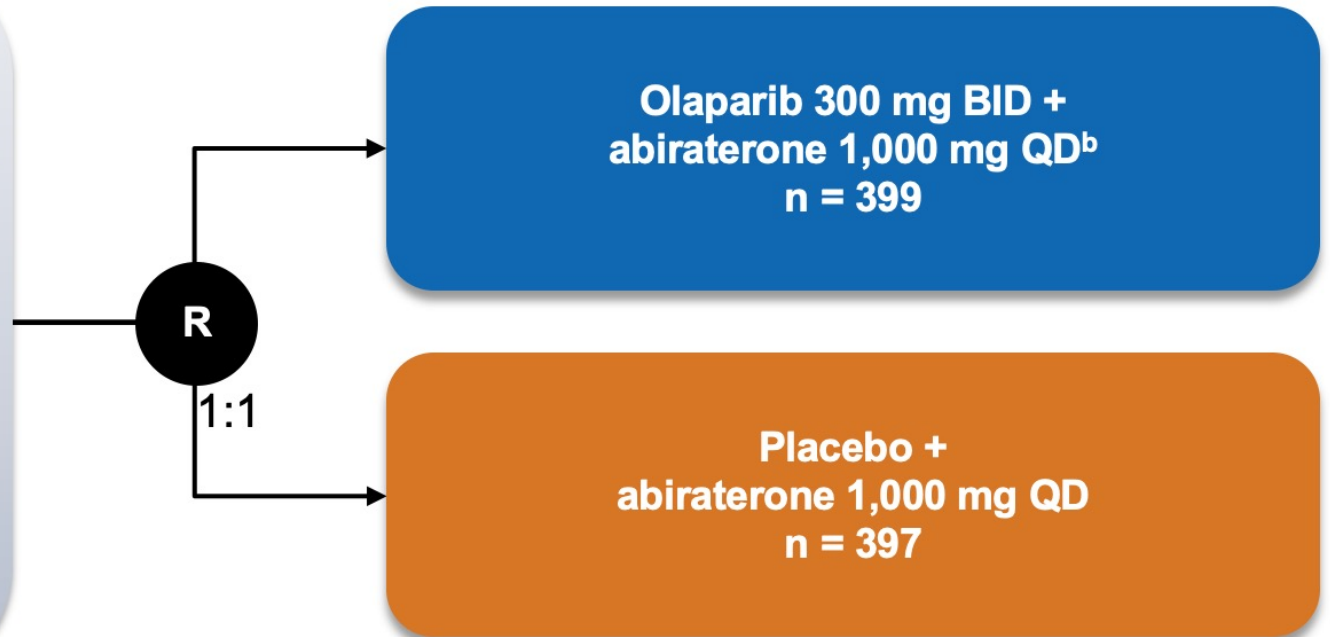 Olaparib 300 mg BID +
abiraterone 1,000 mg QDᵇ
n = 399
R
1:1
Placebo +
abiraterone 1,000 mg QD
n = 397